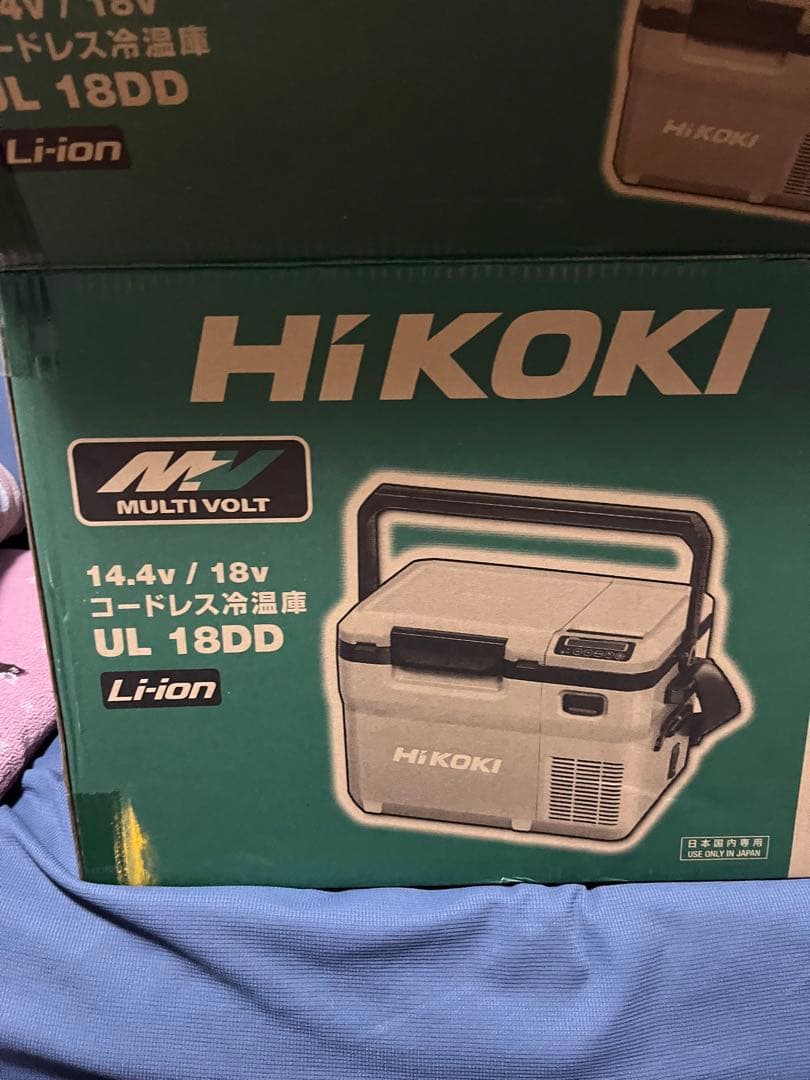 4v / 18v
ードレス冷温庫
UL 18DD
Li-ion
HiKOKI
HiKOKI
MV
MULTI VOLT
14.4v / 18v
コードレス冷温庫
UL 18DD
Li-ion
HiKOKI
日本国内専用
USE ONLY IN JAPAN